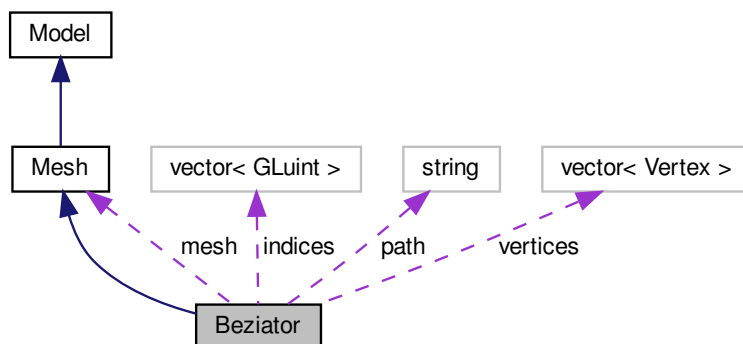 Model
Mesh
vector< GLuint >
string
vector< Vertex >
mesh
indices
path
vertices
Beziator